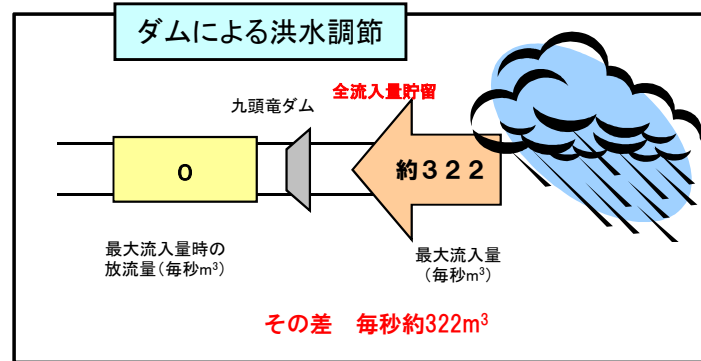 ダムによる洪水調節
全流入量貯留
九頭竜ダム
０
約３２２
最大流入量時の
放流量(毎秒m³)
最大流入量
(毎秒m³)
その差　毎秒約322m³